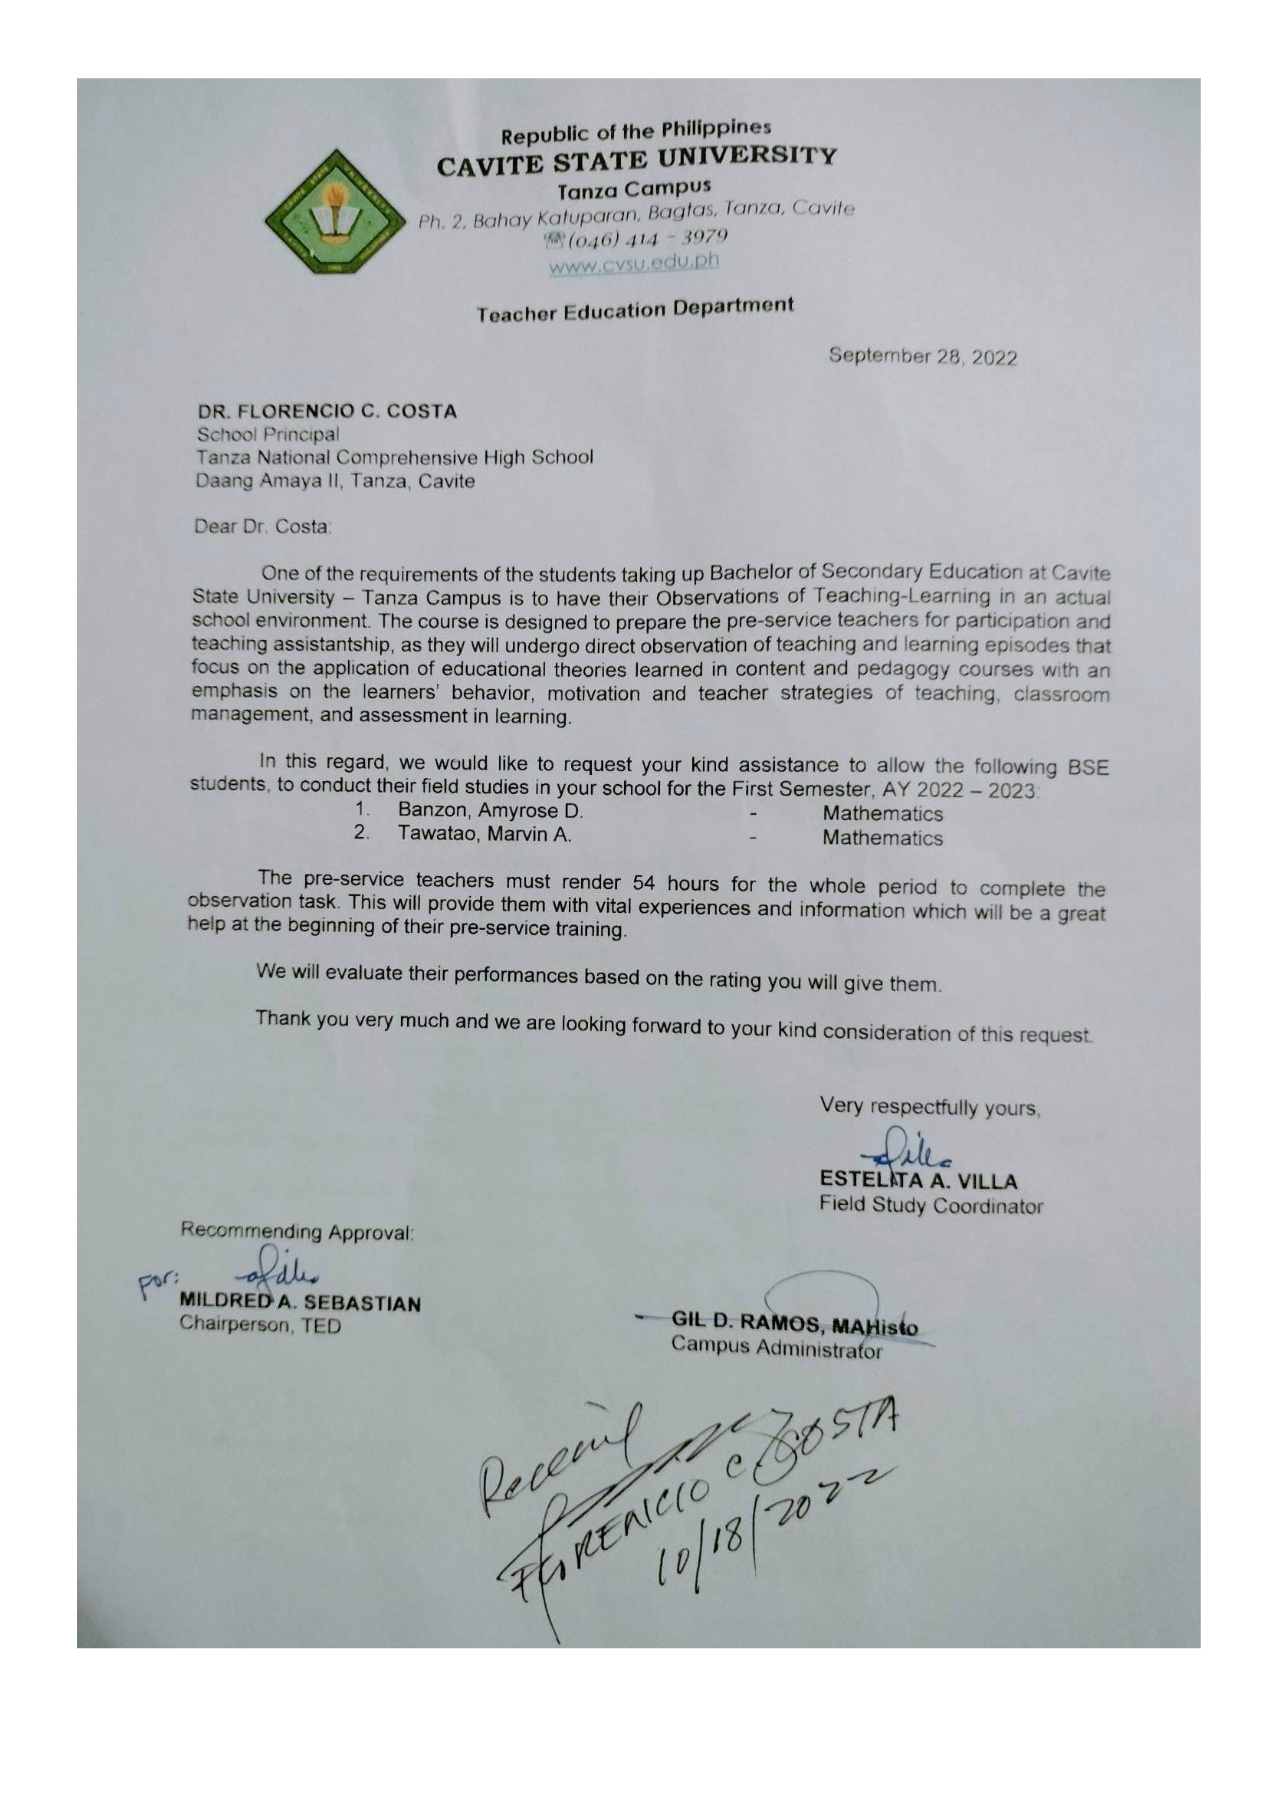 Republic of the Philippines
CAVITE STATE UNIVERSITY
Tanza Campus
Ph. 2, Bahay Katuparan, Bagtas, Tanza, Cavite
☏(046) 414 - 3979
www.cvsu.edu.ph
Teacher Education Department
September 28, 2022
DR. FLORENCIO C. COSTA
School Principal
Tanza National Comprehensive High School
Daang Amaya II, Tanza, Cavite
Dear Dr. Costa:
One of the requirements of the students taking up Bachelor of Secondary Education at Cavite
State University – Tanza Campus is to have their Observations of Teaching-Learning in an actual
school environment. The course is designed to prepare the pre-service teachers for participation and
teaching assistantship, as they will undergo direct observation of teaching and learning episodes that
focus on the application of educational theories learned in content and pedagogy courses with an
emphasis on the learners' behavior, motivation and teacher strategies of teaching, classroom
management, and assessment in learning.
In this regard, we would like to request your kind assistance to allow the following BSE
students, to conduct their field studies in your school for the First Semester, AY 2022 – 2023:
1. Banzon, Amyrose D. - Mathematics
2. Tawatao, Marvin A. - Mathematics
The pre-service teachers must render 54 hours for the whole period to complete the
observation task. This will provide them with vital experiences and information which will be a great
help at the beginning of their pre-service training.
We will evaluate their performances based on the rating you will give them.
Thank you very much and we are looking forward to your kind consideration of this request.
Very respectfully yours,
ESTELITA A. VILLA
Field Study Coordinator
Recommending Approval:
por:
MILDRED A. SEBASTIAN
Chairperson, TED
GIL D. RAMOS, MAHisto
Campus Administrator
Received
FLORENCIO C. COSTA
10/18/2022